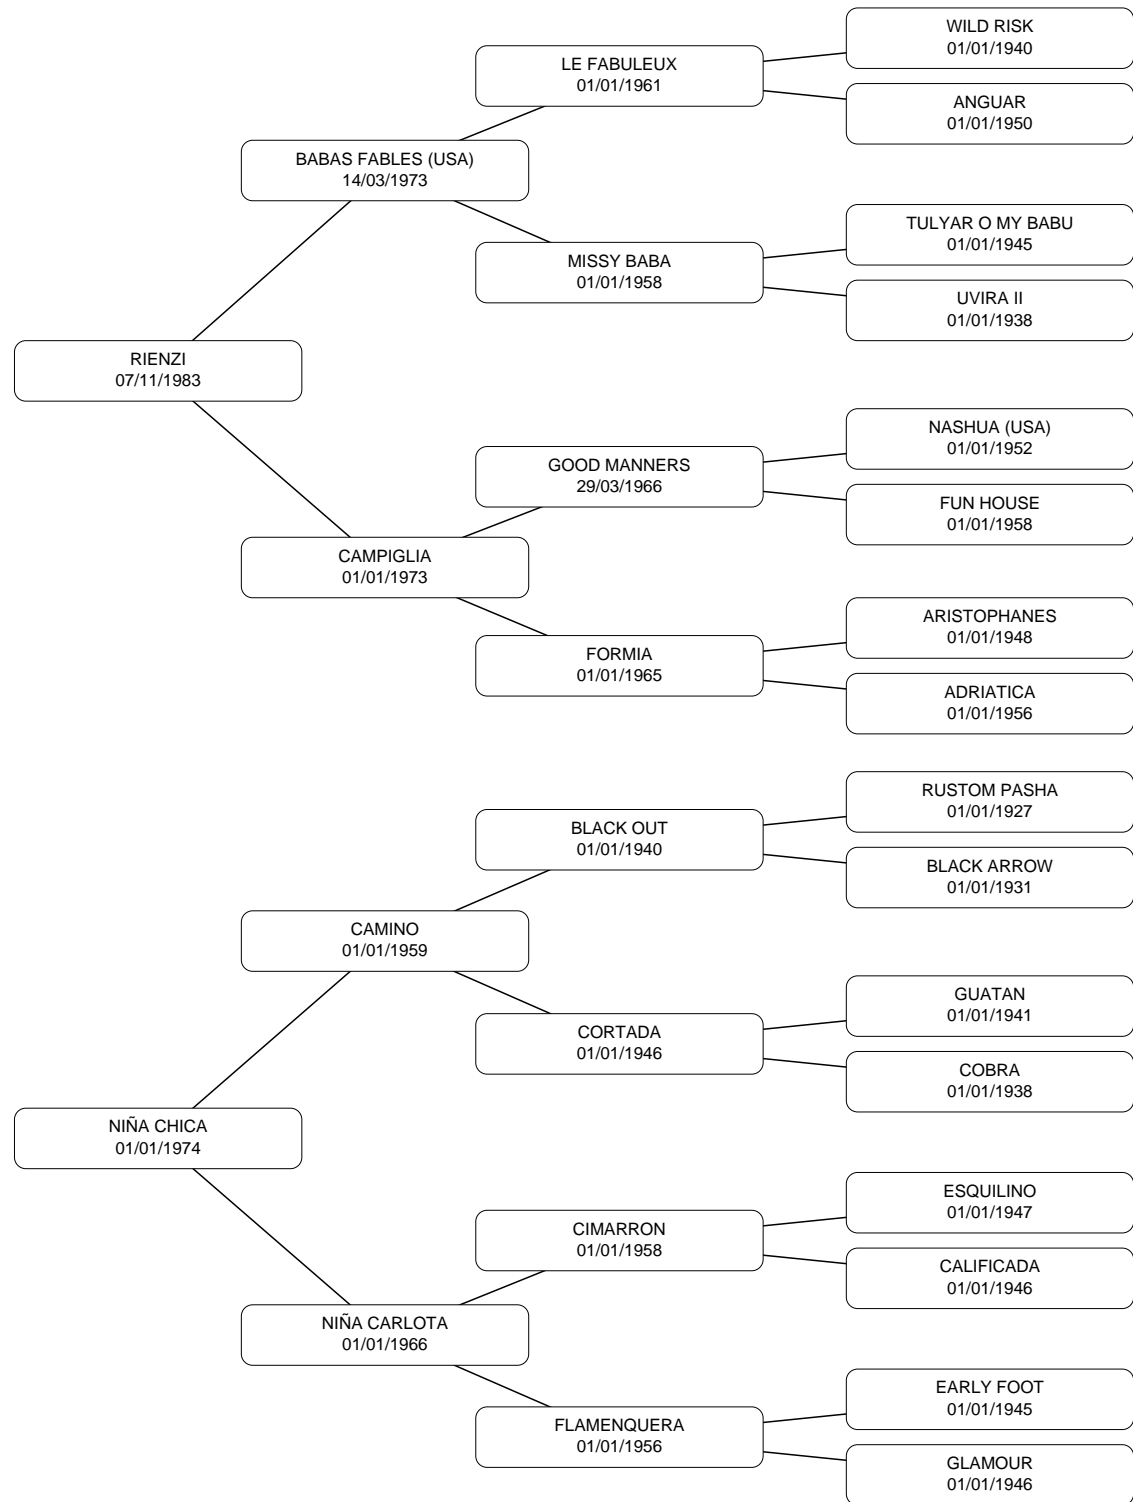 WILD RISK
01/01/1940
LE FABULEUX
01/01/1961
ANGUAR
01/01/1950
BABAS FABLES (USA)
14/03/1973
TULYAR O MY BABU
01/01/1945
MISSY BABA
01/01/1958
UVIRA II
01/01/1938
RIENZI
07/11/1983
NASHUA (USA)
01/01/1952
GOOD MANNERS
29/03/1966
FUN HOUSE
01/01/1958
CAMPIGLIA
01/01/1973
ARISTOPHANES
01/01/1948
FORMIA
01/01/1965
ADRIATICA
01/01/1956
RUSTOM PASHA
01/01/1927
BLACK OUT
01/01/1940
BLACK ARROW
01/01/1931
CAMINO
01/01/1959
GUATAN
01/01/1941
CORTADA
01/01/1946
COBRA
01/01/1938
NIÑA CHICA
01/01/1974
ESQUILINO
01/01/1947
CIMARRON
01/01/1958
CALIFICADA
01/01/1946
NIÑA CARLOTA
01/01/1966
EARLY FOOT
01/01/1945
FLAMENQUERA
01/01/1956
GLAMOUR
01/01/1946